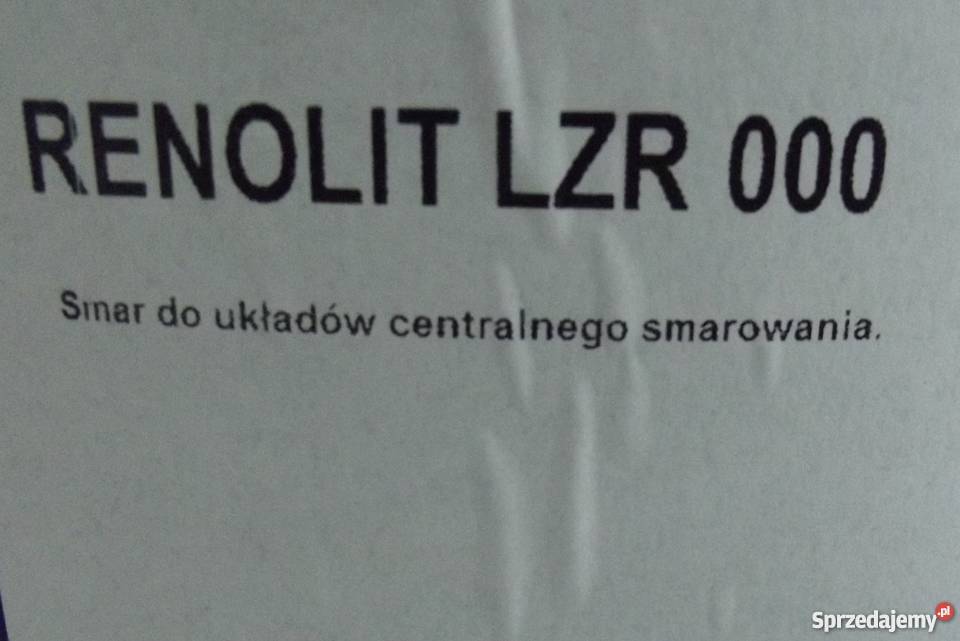 RENOLIT LZR 000
Smar do układów centralnego smarowania.
Sprzedajemy.pl